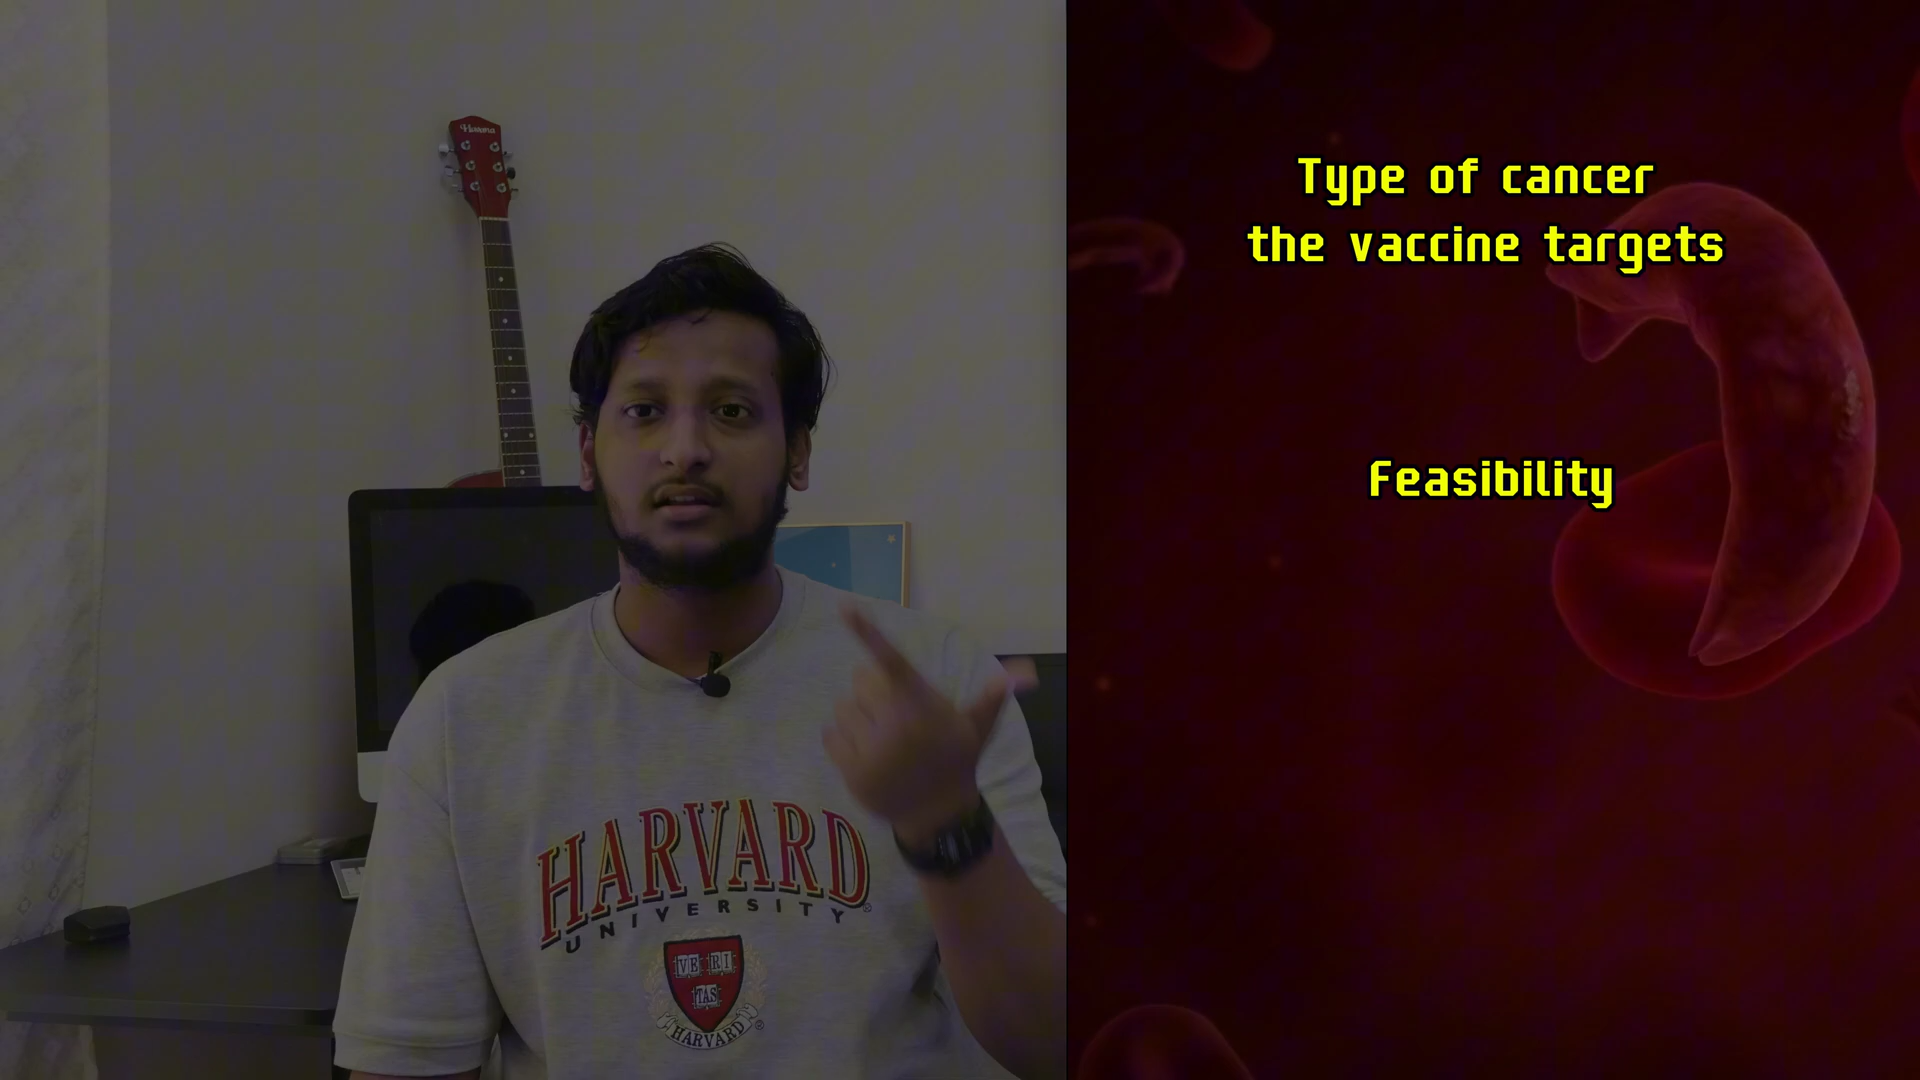 Type of cancer
the vaccine targets
Feasibility
HARVARD
UNIVERSITY
VE RI
TAS
HARVARD